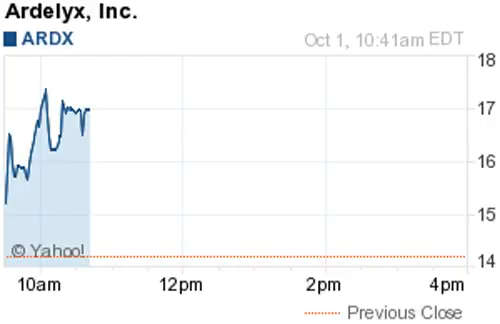 Ardelyx, Inc.
ARDX
Oct 1, 10:41am EDT
18
17
16
15
14
© Yahoo!
10am 12pm 2pm 4pm
Previous Close